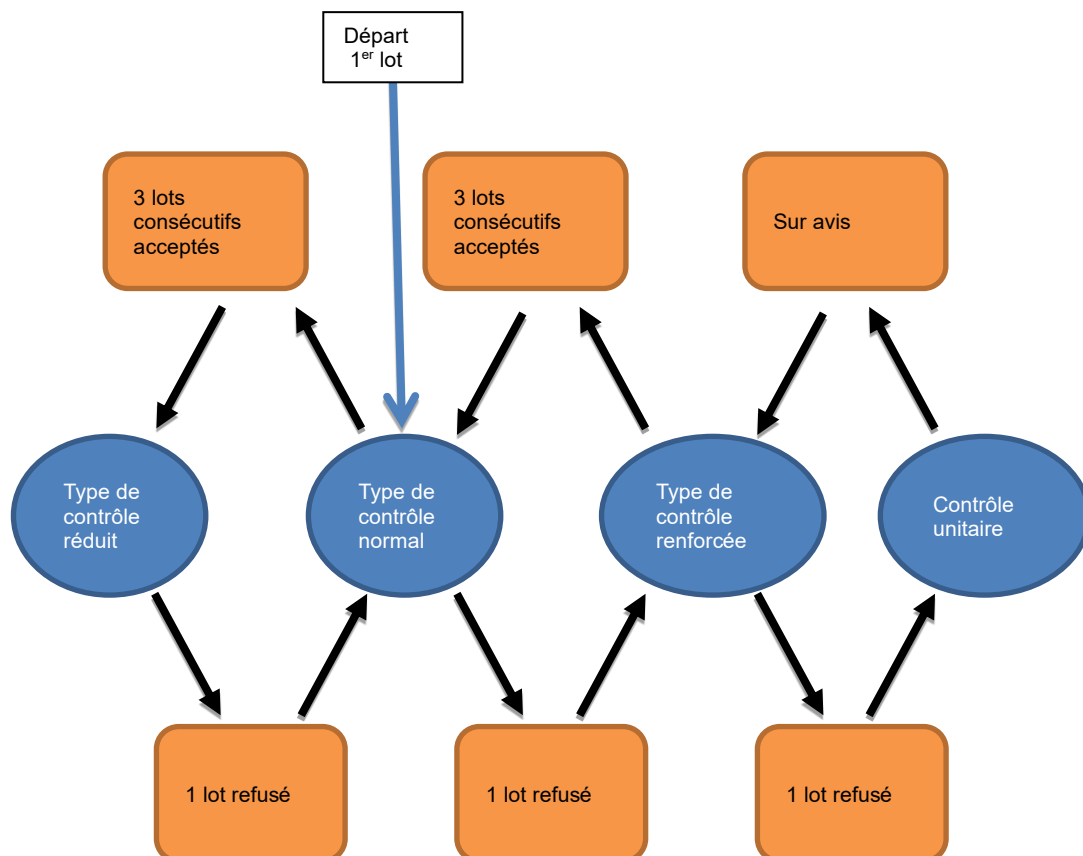 Départ
1er lot
3 lots
consécutifs
acceptés
3 lots
consécutifs
acceptés
Sur avis
Type de
contrôle
réduit
Type de
contrôle
normal
Type de
contrôle
renforcée
Contrôle
unitaire
1 lot refusé
1 lot refusé
1 lot refusé